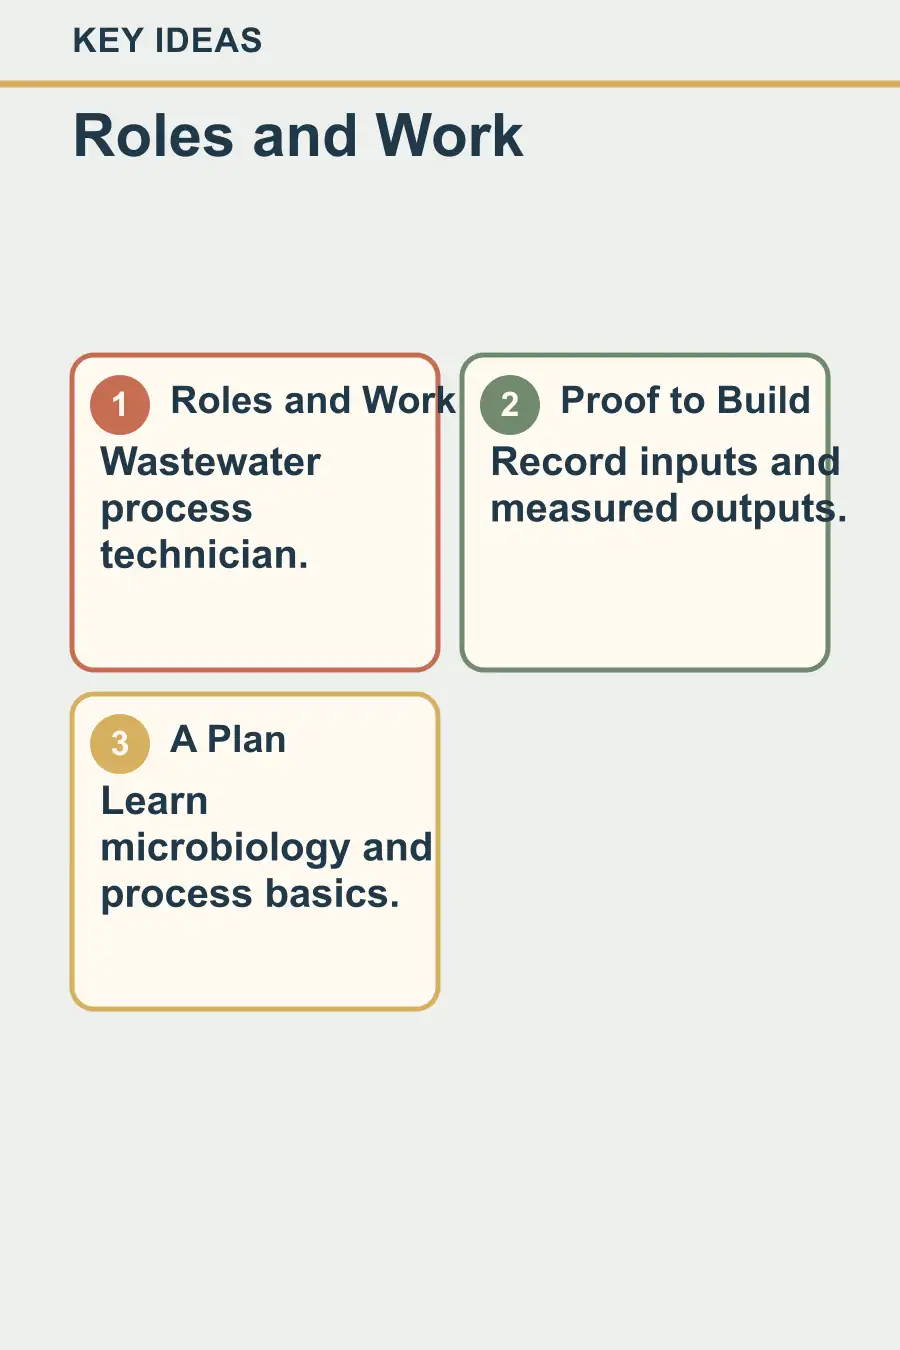 KEY IDEAS
Roles and Work
1 Roles and Work
Wastewater
process
technician.
2 Proof to Build
Record inputs and
measured outputs.
3 A Plan
Learn
microbiology and
process basics.